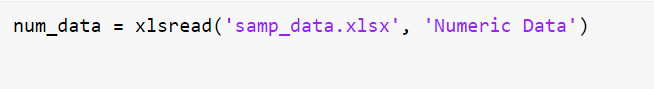 num_data = xlsread('samp_data.xlsx', 'Numeric Data')